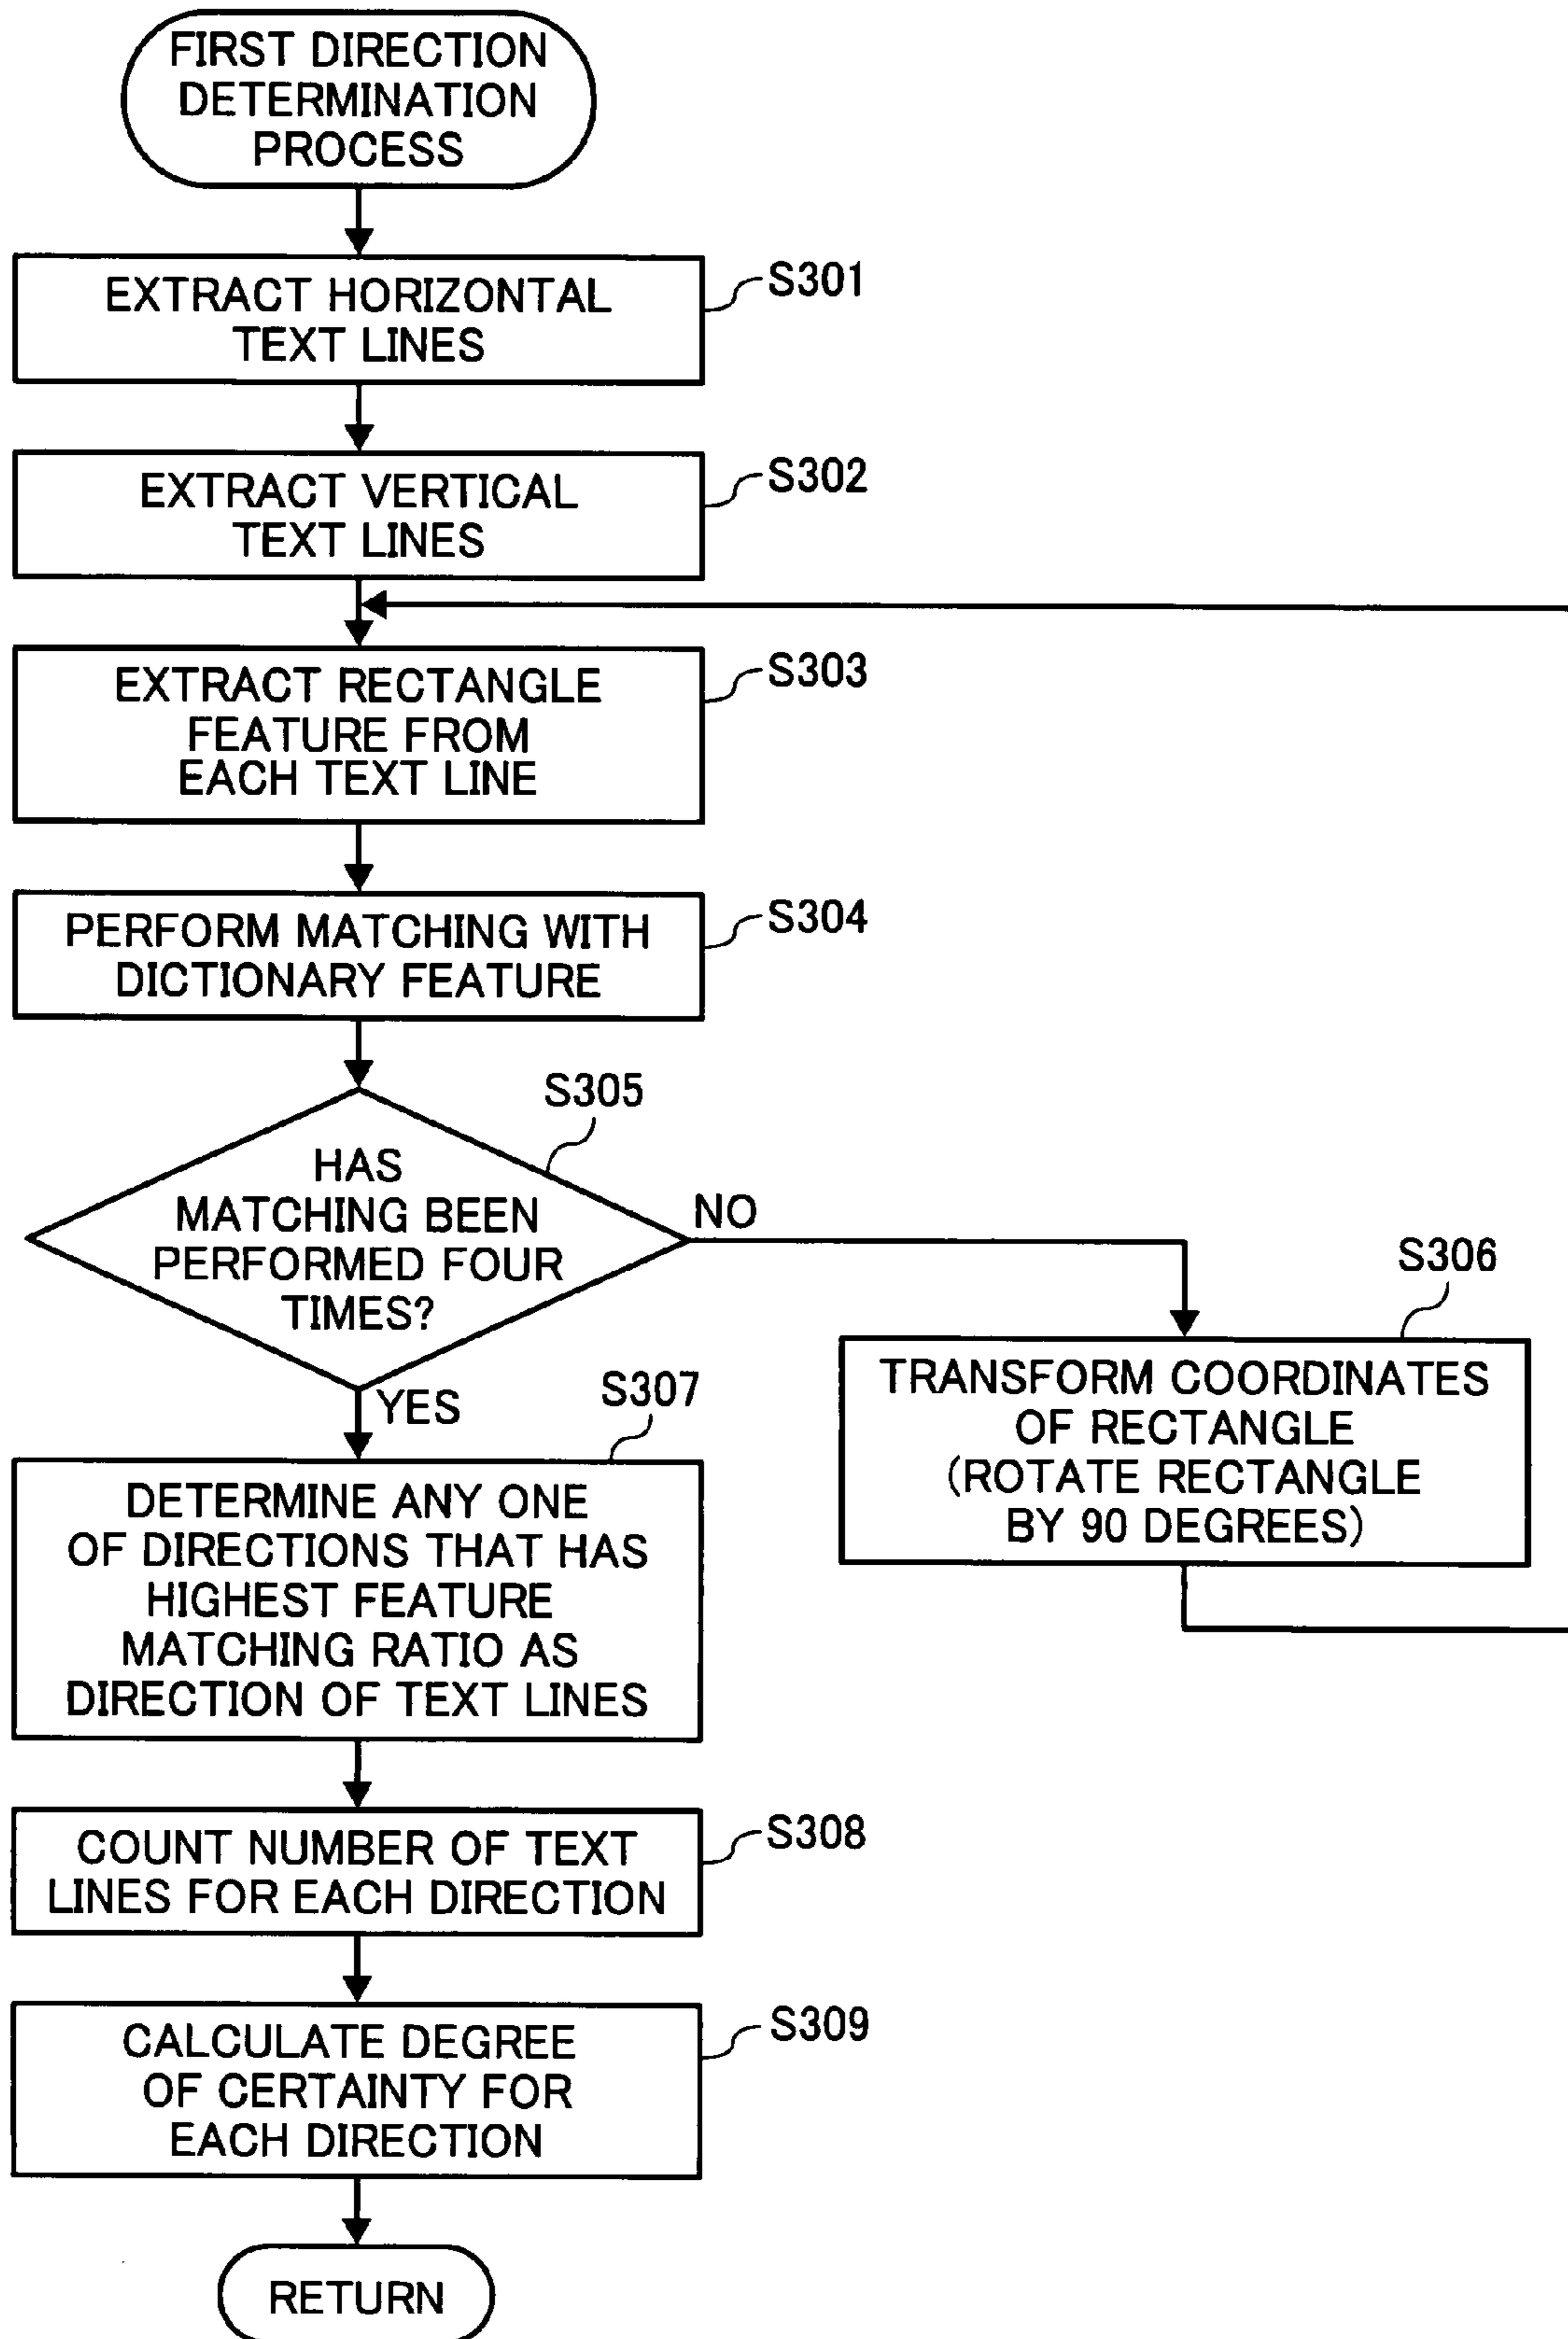 FIRST DIRECTION
DETERMINATION
PROCESS
EXTRACT HORIZONTAL
TEXT LINES
S301
EXTRACT VERTICAL
TEXT LINES
S302
EXTRACT RECTANGLE
FEATURE FROM
EACH TEXT LINE
S303
PERFORM MATCHING WITH
DICTIONARY FEATURE
S304
S305
HAS
MATCHING BEEN
PERFORMED FOUR
TIMES?
NO
YES
S306
TRANSFORM COORDINATES
OF RECTANGLE
(ROTATE RECTANGLE
BY 90 DEGREES)
S307
DETERMINE ANY ONE
OF DIRECTIONS THAT HAS
HIGHEST FEATURE
MATCHING RATIO AS
DIRECTION OF TEXT LINES
COUNT NUMBER OF TEXT
LINES FOR EACH DIRECTION
S308
CALCULATE DEGREE
OF CERTAINTY FOR
EACH DIRECTION
S309
RETURN